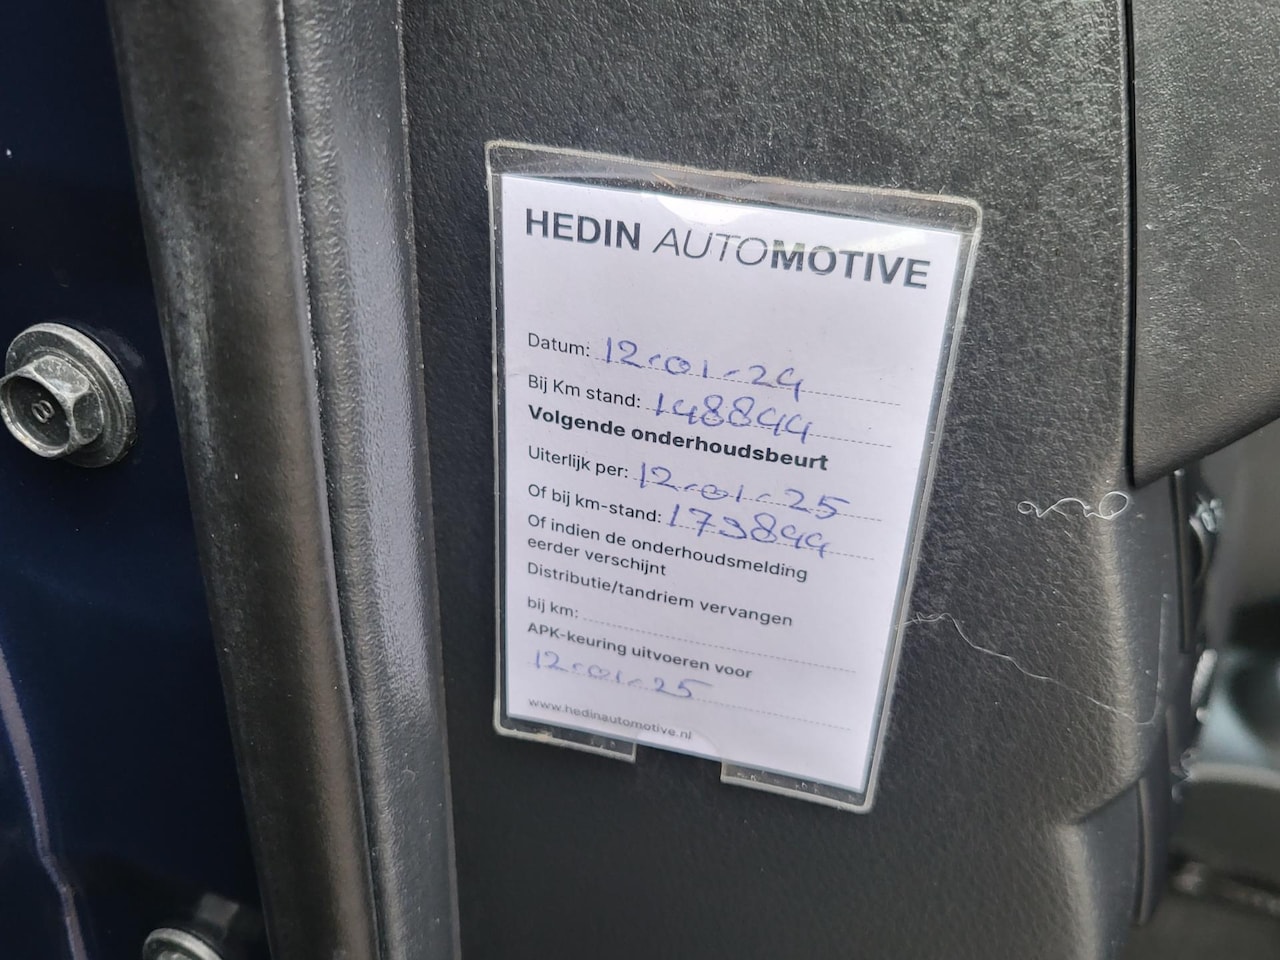 HEDIN AUTOMOTIVE
Datum: 12-01-24
Bij Km stand: 148844
Volgende onderhoudsbeurt
Uiterlijk per: 12-01-25
Of bij km-stand: 173844
Of indien de onderhoudsmelding
eerder verschijnt
Distributie/tandriem vervangen
bij km:
APK-keuring uitvoeren voor
12-01-25
www.hedinautomotive.nl
8